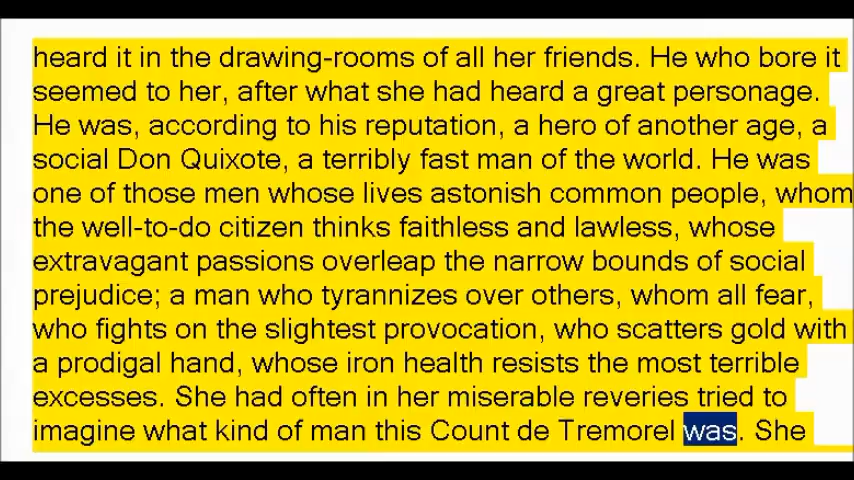 heard it in the drawing-rooms of all her friends. He who bore it
seemed to her, after what she had heard a great personage.
He was, according to his reputation, a hero of another age, a
social Don Quixote, a terribly fast man of the world. He was
one of those men whose lives astonish common people, whom
the well-to-do citizen thinks faithless and lawless, whose
extravagant passions overleap the narrow bounds of social
prejudice; a man who tyrannizes over others, whom all fear,
who fights on the slightest provocation, who scatters gold with
a prodigal hand, whose iron health resists the most terrible
excesses. She had often in her miserable reveries tried to
imagine what kind of man this Count de Tremorel was. She